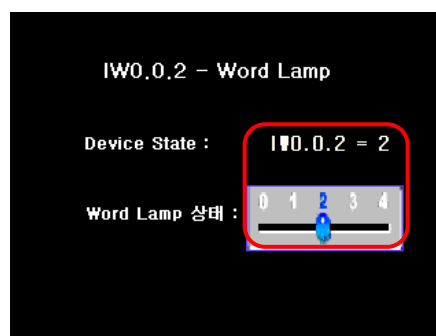 IW0.0.2 - Word Lamp
Device State : IW0.0.2 = 2
0 1 2 3 4
Word Lamp 상태 :